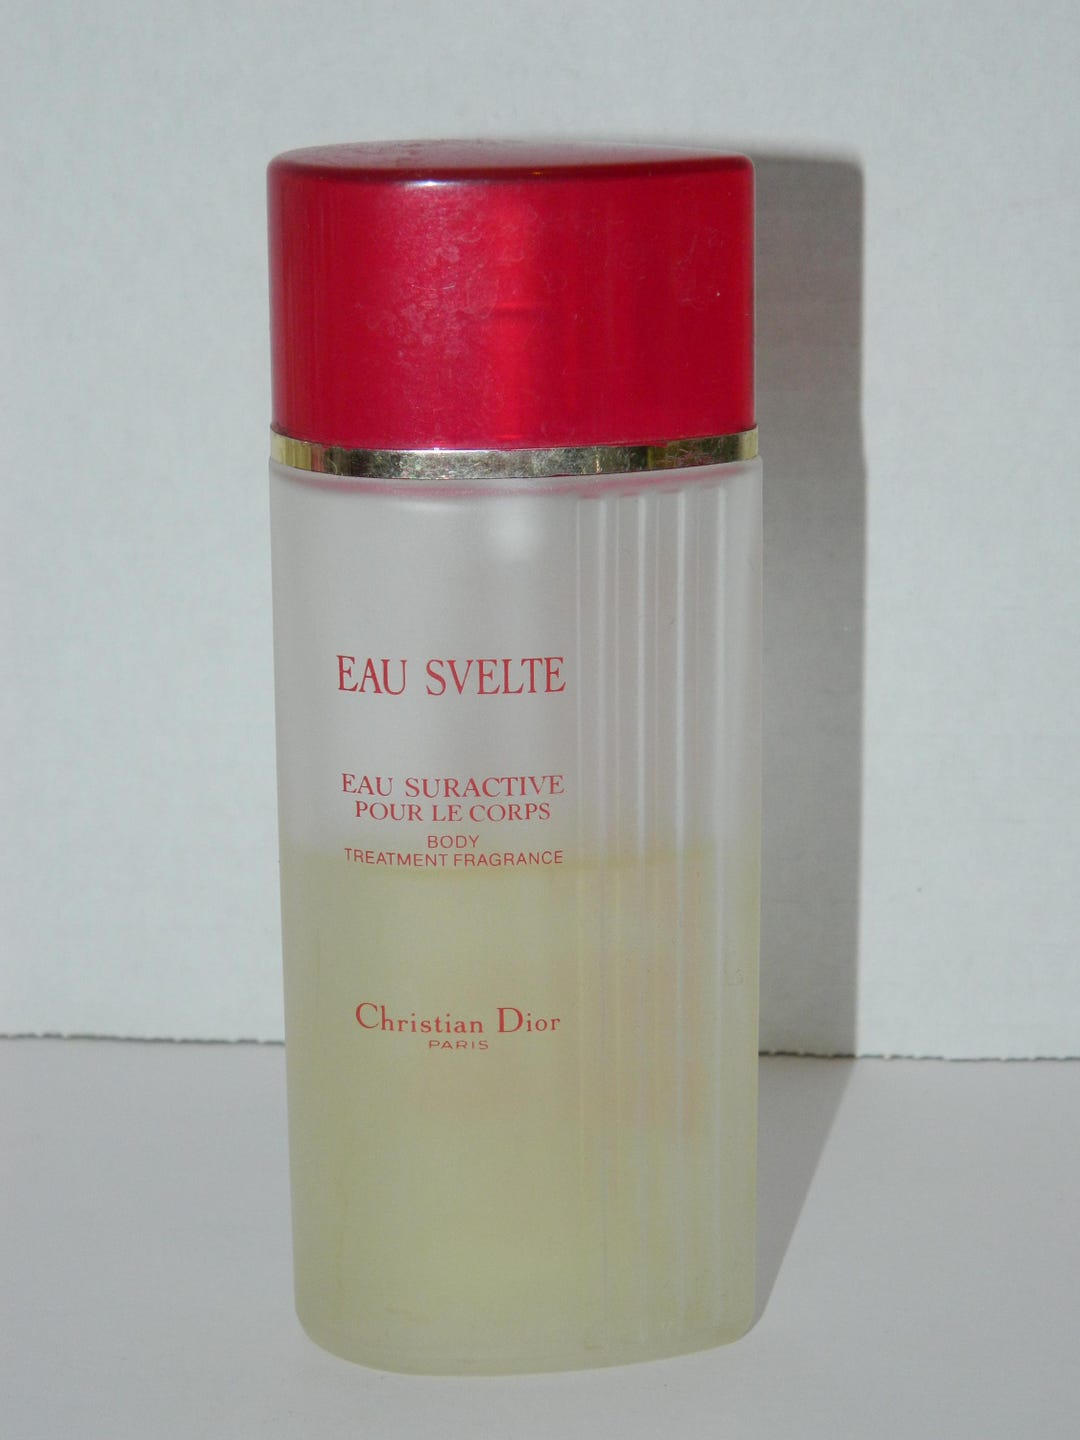 EAU SVELTE
EAU SURACTIVE
POUR LE CORPS
BODY
TREATMENT FRAGRANCE
Christian Dior
PARIS